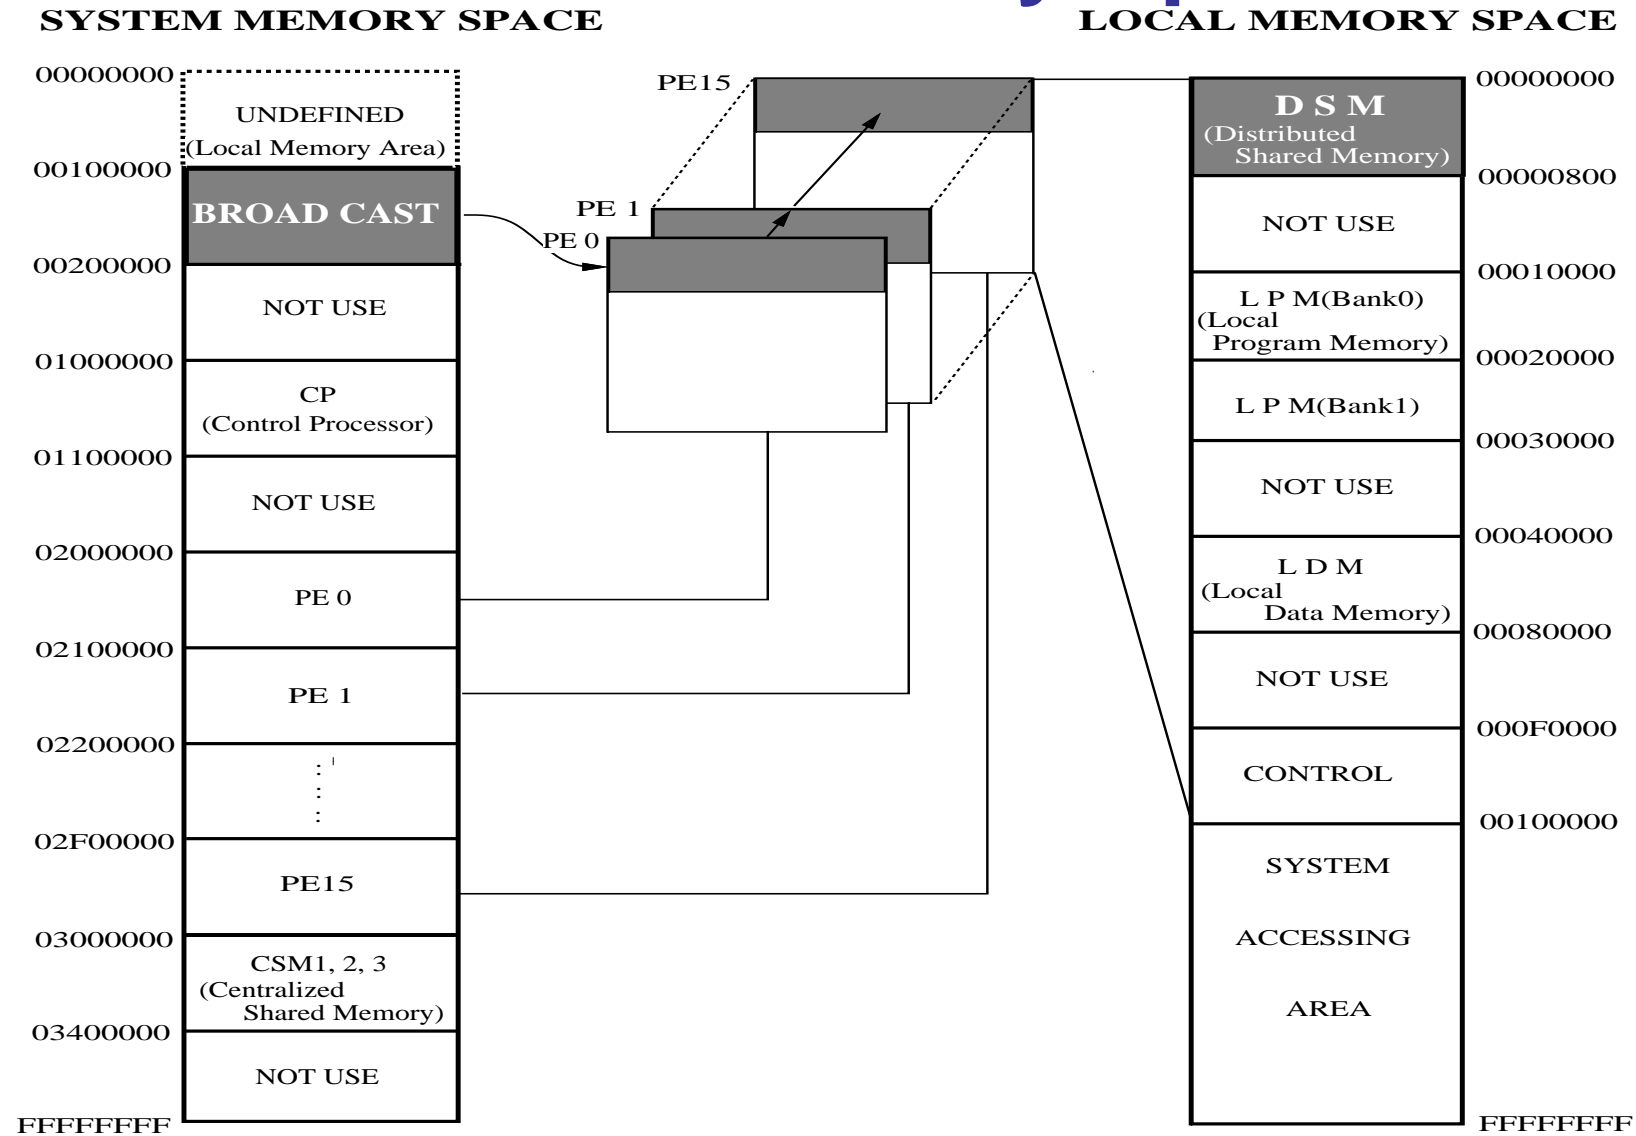 SYSTEM MEMORY SPACE
00000000
UNDEFINED
(Local Memory Area)
00100000
BROAD CAST
00200000
NOT USE
01000000
CP
(Control Processor)
01100000
NOT USE
02000000
PE 0
02100000
PE 1
02200000
02F00000
PE15
03000000
CSM1, 2, 3
(Centralized
Shared Memory)
03400000
NOT USE
FFFFFFFF
PE15
PE 1
PE 0
LOCAL MEMORY SPACE
00000000
D S M
(Distributed
Shared Memory)
00000800
NOT USE
00010000
L P M(Bank0)
(Local
Program Memory)
00020000
L P M(Bank1)
00030000
NOT USE
00040000
L D M
(Local
Data Memory)
00080000
NOT USE
000F0000
CONTROL
00100000
SYSTEM
ACCESSING
AREA
FFFFFFFF